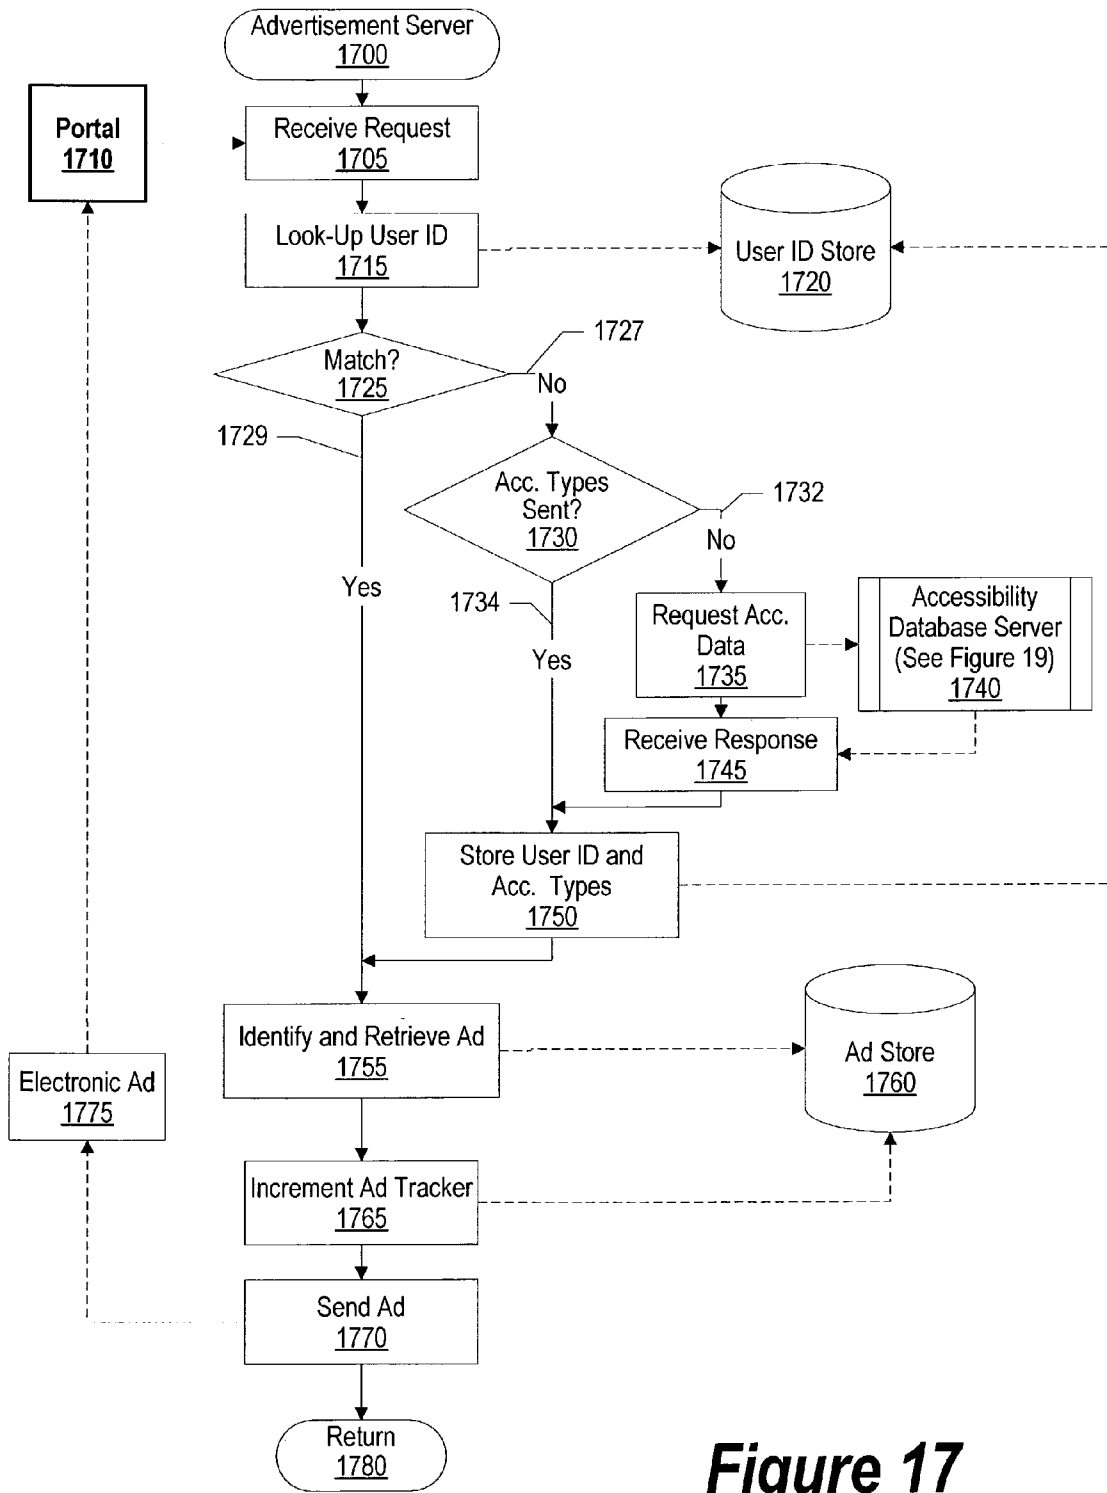 Advertisement Server
1700
Portal
1710
Receive Request
1705
Look-Up User ID
1715
User ID Store
1720
1727
Match?
1725
No
1729
Acc. Types
Sent?
1730
1732
No
Yes
1734
Yes
Request Acc.
Data
1735
Accessibility
Database Server
(See Figure 19)
1740
Receive Response
1745
Store User ID and
Acc. Types
1750
Identify and Retrieve Ad
1755
Ad Store
1760
Electronic Ad
1775
Increment Ad Tracker
1765
Send Ad
1770
Return
1780
Figure 17